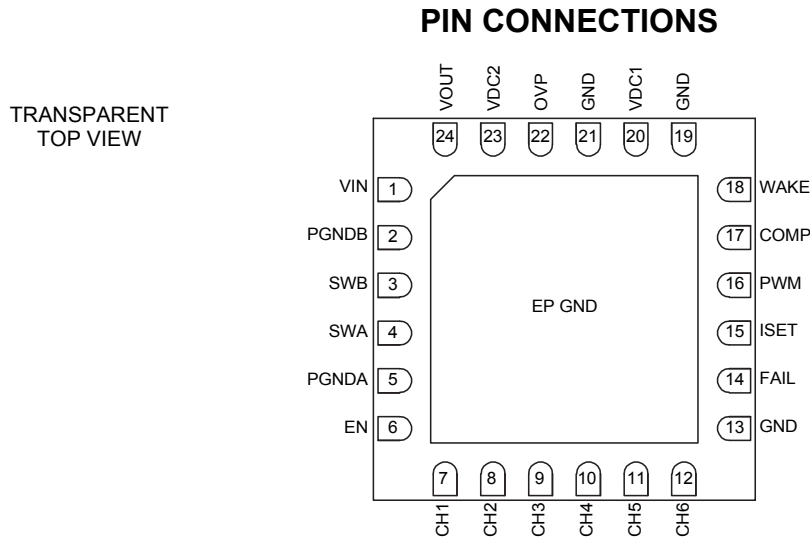 PIN CONNECTIONS
TRANSPARENT
TOP VIEW
VOUT
VDC2
OVP
GND
VDC1
GND
24
23
22
21
20
19
VIN 1
PGNDB 2
SWB 3
SWA 4
PGNDA 5
EN 6
EP GND
18 WAKE
17 COMP
16 PWM
15 ISET
14 FAIL
13 GND
7
8
9
10
11
12
CH1
CH2
CH3
CH4
CH5
CH6